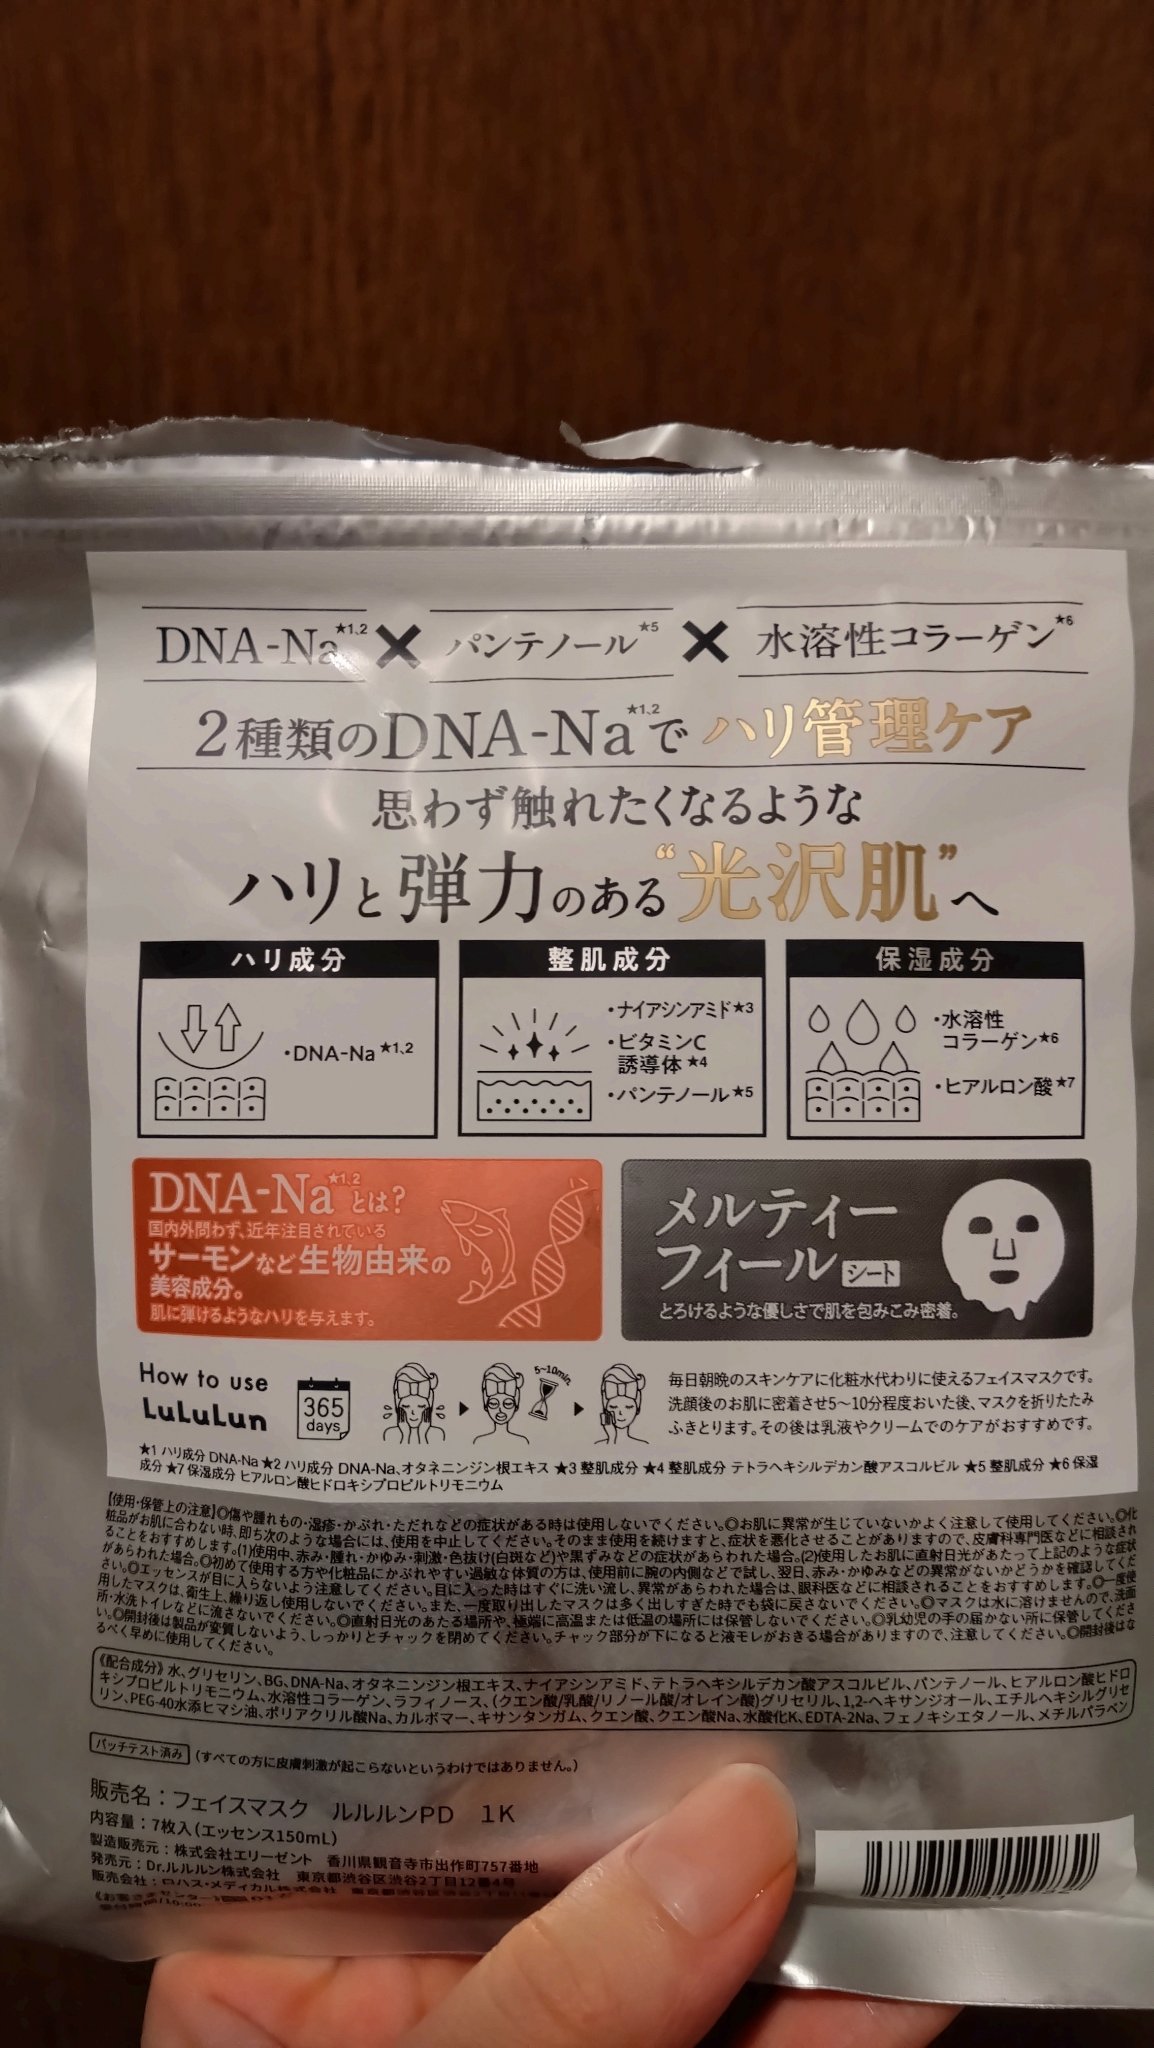 DNA-Na★1、2 × パンテノール★5 × 水溶性コラーゲン★6
2種類のDNA-Na★1、2で ハリ管理ケア
思わず触れたくなるような
ハリと弾力のある“光沢肌”へ
ハリ成分
・DNA-Na★1、2
整肌成分
・ナイアシンアミド★3
・ビタミンC
誘導体★4
・パンテノール★5
保湿成分
・水溶性
コラーゲン★6
・ヒアルロン酸★7
DNA-Na★1、2とは?
国内外問わず、近年注目されている
サーモンなど生物由来の
美容成分。
肌に弾けるようなハリを与えます。
メルティー
フィール シート
とろけるような優しさで肌を包みこみ密着。
How to use
LuLuLun
365
days
5~10min.
毎日朝晩のスキンケアに化粧水代わりに使えるフェイスマスクです。
洗顔後のお肌に密着させ5~10分程度おいた後、マスクを折りたたみ
ふきとります。その後は乳液やクリームでのケアがおすすめです。
★1 ハリ成分 DNA-Na ★2 ハリ成分 DNA-Na、オタネニンジン根エキス ★3 整肌成分 ★4 整肌成分 テトラヘキシルデカン酸アスコルビル ★5 整肌成分 ★6 保湿
成分 ★7 保湿成分 ヒアルロン酸ヒドロキシプロピルトリモニウム
【使用・保管上の注意】◎傷や腫れもの・湿疹・かぶれ・ただれなどの症状がある時は使用しないでください。◎お肌に異常が生じていないかよく注意して使用してください。◎化
粧品がお肌に合わない時、即ち次のような場合には、使用を中止してください。そのまま使用を続けますと、症状を悪化させることがありますので、皮膚科専門医などに相談され
ることをおすすめします。(1)使用中、赤み・腫れ・かゆみ・刺激・色抜け(白斑など)や黒ずみなどの症状があらわれた場合。(2)使用したお肌に直射日光があたって上記のような症状
があらわれた場合。◎初めて使用する方や化粧品にかぶれやすい過敏な体質の方は、使用前に腕の内側などで試し、翌日、赤み・かゆみなどの異常がないかどうかを確認してくだ
さい。◎エッセンスが目に入らないよう注意してください。目に入った時はすぐに洗い流し、異常があらわれた場合は、眼科医などに相談されることをおすすめします。◎一度使
用したマスクは、衛生上、繰り返し使用しないでください。また、一度取り出したマスクは多く出しすぎた時でも袋に戻さないでください。◎マスクは水に溶けませんので、洗面
所・水洗トイレなどに流さないでください。◎直射日光のあたる場所や、極端に高温または低温の場所には保管しないでください。◎乳幼児の手の届かない所に保管してくださ
い。◎開封後は製品が変質しないよう、しっかりとチャックを閉めてください。チャック部分が下になると液モレがおきる場合がありますので、注意してください。◎開封後はな
るべく早めに使用してください。
《配合成分》水、グリセリン、BG、DNA-Na、オタネニンジン根エキス、ナイアシンアミド、テトラヘキシルデカン酸アスコルビル、パンテノール、ヒアルロン酸ヒドロ
キシプロピルトリモニウム、水溶性コラーゲン、ラフィノース、(クエン酸/乳酸/リノール酸/オレイン酸)グリセリル、1,2-ヘキサンジオール、エチルヘキシルグリセ
リン、PEG-40水添ヒマシ油、ポリアクリル酸Na、カルボマー、キサンタンガム、クエン酸、クエン酸Na、水酸化K、EDTA-2Na、フェノキシエタノール、メチルパラベン
パッチテスト済み (すべての方に皮膚刺激が起こらないというわけではありません。)
販売名:フェイスマスク ルルルンPD 1K
内容量:7枚入(エッセンス150mL)
製造販売元:株式会社エリーゼント 香川県観音寺市出作町757番地
発売元:Dr.ルルルン株式会社 東京都渋谷区渋谷2丁目12番4号
販売会社:ロハス・メディカル株式会社 東京都渋谷区渋谷2丁目
《お客さまセンター》
受付時間/10:00